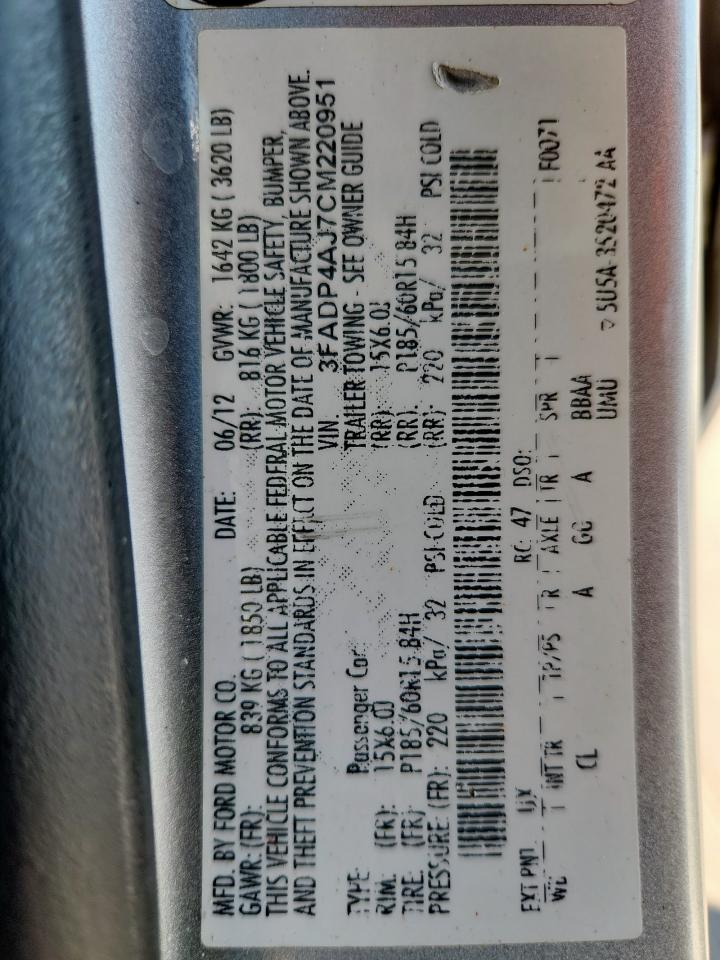 MFD. BY FORD MOTOR CO. DATE: 06/12 GVWR: 1642 KG ( 3620 LB)
GAWR: (FR): 839 KG ( 1850 LB) (RR): 816 KG ( 1800 LB)
THIS VEHICLE CONFORMS TO ALL APPLICABLE FEDERAL MOTOR VEHICLE SAFETY, BUMPER,
AND THEFT PREVENTION STANDARDS IN EFFECT ON THE DATE OF MANUFACTURE SHOWN ABOVE.
VIN: 3FADP4AJ7CM220951
TYPE: Passenger Car TRAILER TOWING - SEE OWNER GUIDE
RIM: (FR): 15X6.0J (RR): 15X6.0J
TIRE: (FR): P185/60R15 84H (RR): P185/60R15 84H
PRESSURE: (FR): 220 kPa/ 32 PSI COLD (RR): 220 kPa/ 32 PSI COLD
EXT PNT: UX RC: 47 DSO: F0071
WB INT TR TP/PS R AXLE TR SPR
CL A GG A BBAA
UMU
5U5A-3520472 AA